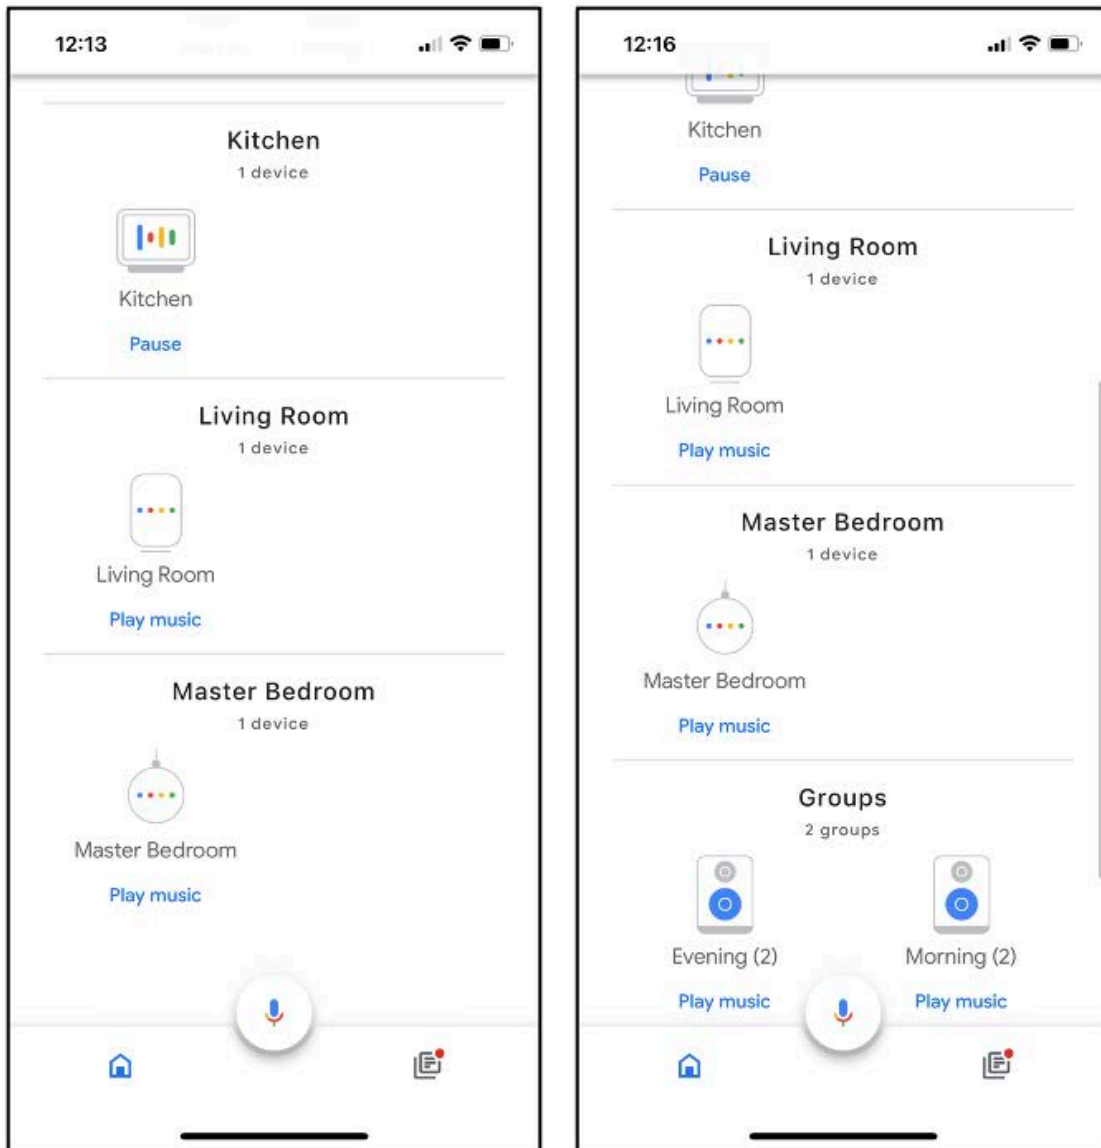 12:13
Kitchen
1 device
Kitchen
Pause
Living Room
1 device
Living Room
Play music
Master Bedroom
1 device
Master Bedroom
Play music
12:16
Kitchen
Pause
Living Room
1 device
Living Room
Play music
Master Bedroom
1 device
Master Bedroom
Play music
Groups
2 groups
Evening (2) Morning (2)
Play music Play music